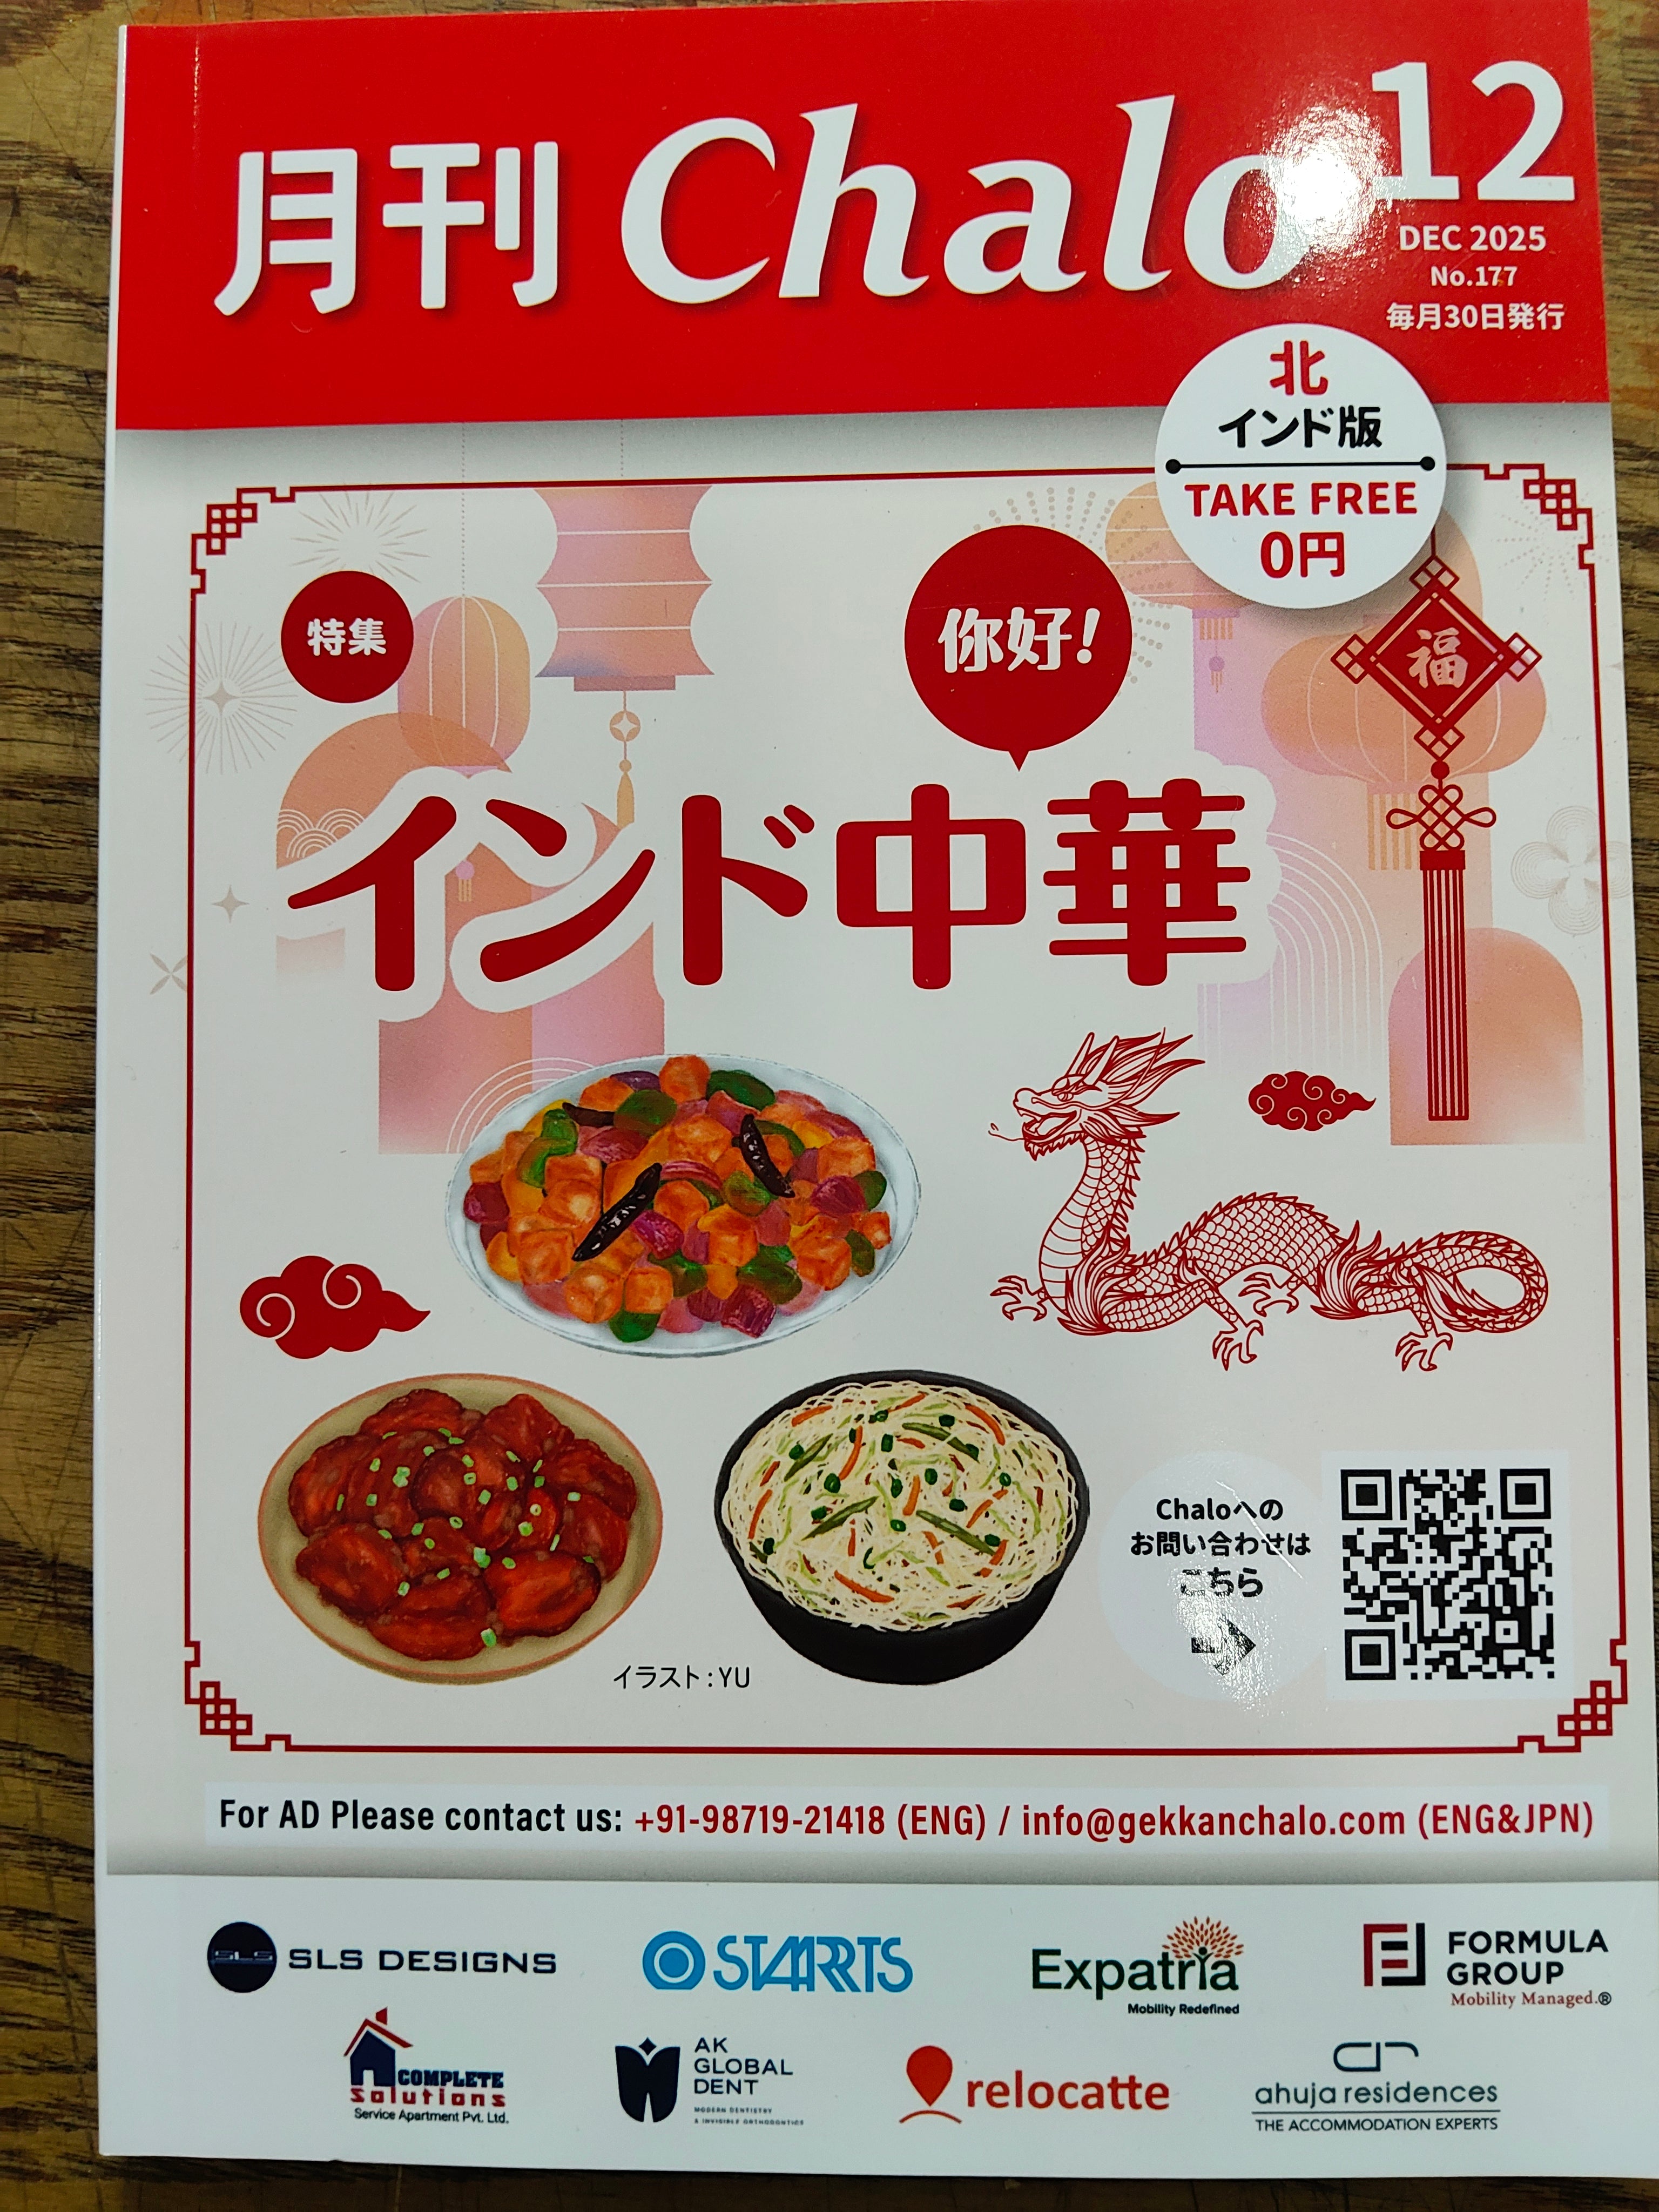 月刊 Chalo
12
DEC 2025
No.177
毎月30日発行
北
インド版
TAKE FREE
0円
特集
你好!
福
インド中華
Chaloへの
お問い合わせは
こちら
イラスト:YU
For AD Please contact us: +91-98719-21418 (ENG) / info@gekkanchalo.com (ENG&JPN)
SLS SLS DESIGNS
STARTS
Expatria
Mobility Redefined
FORMULA
GROUP
Mobility Managed.®
COMPLETE
Solutions
Service Apartment Pvt. Ltd.
AK
GLOBAL
DENT
MODERN DENTISTRY
& INVISIBLE ORTHODONTICS
relocatte
ahuja residences
THE ACCOMMODATION EXPERTS